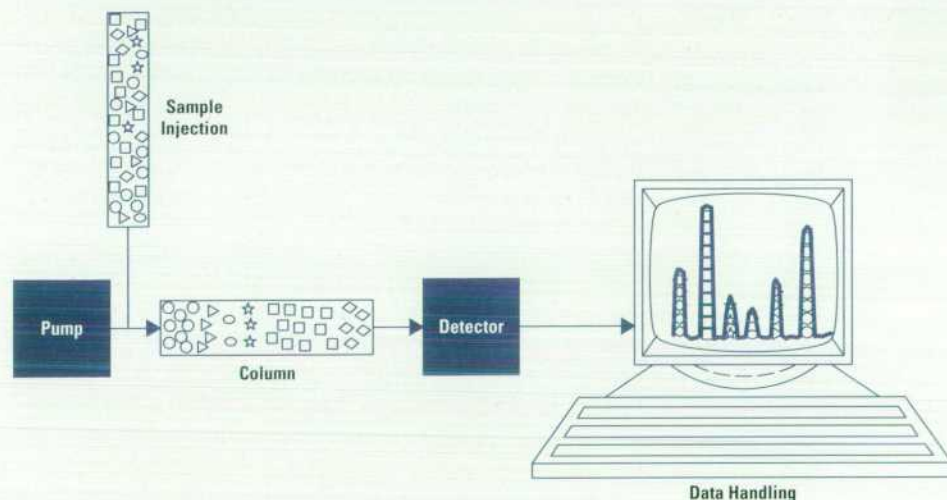 Sample
Injection
Pump
Column
Detector
Data Handling